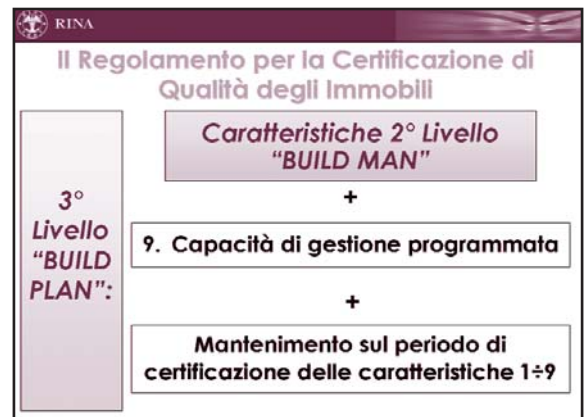 RINA
Il Regolamento per la Certificazione di
Qualità degli Immobili
3°
Livello
“BUILD
PLAN”:
Caratteristiche 2° Livello
“BUILD MAN”
+
9. Capacità di gestione programmata
+
Mantenimento sul periodo di
certificazione delle caratteristiche 1÷9